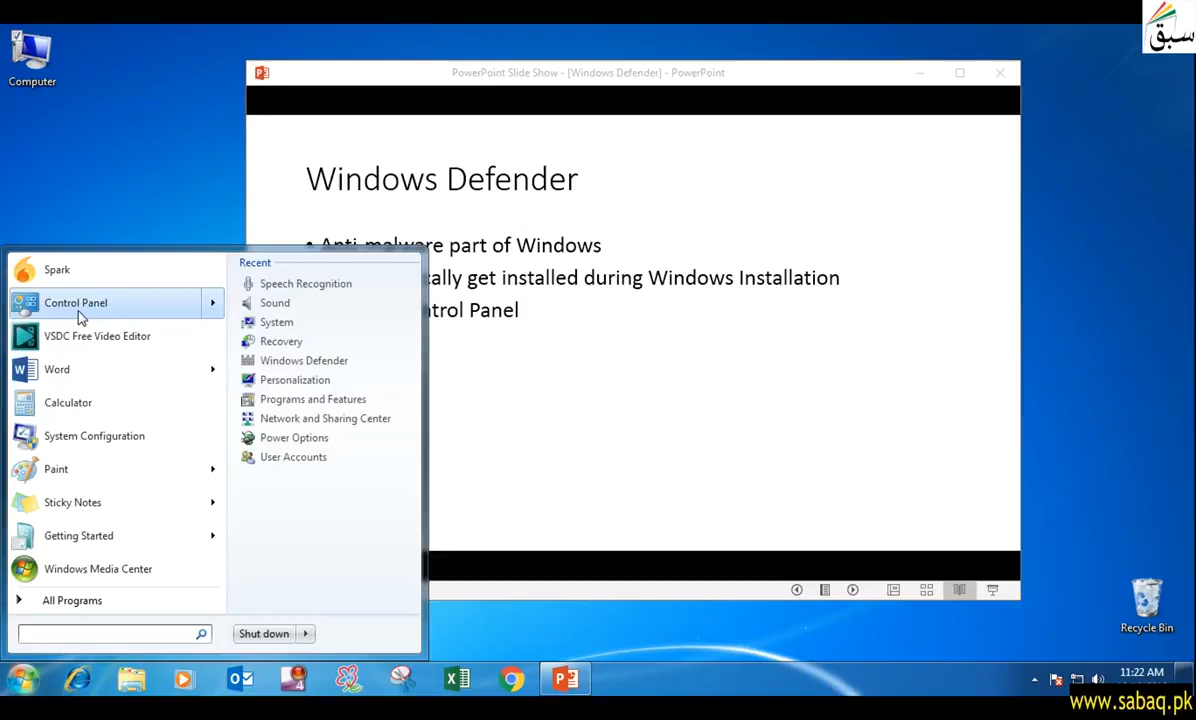 سبق
Computer
PowerPoint Slide Show - [Windows Defender] - PowerPoint
Windows Defender
• Anti-malware part of Windows
cally get installed during Windows Installation
ntrol Panel
Spark
Control Panel
VSDC Free Video Editor
Word
Calculator
System Configuration
Paint
Sticky Notes
Getting Started
Windows Media Center
All Programs
Recent
Speech Recognition
Sound
System
Recovery
Windows Defender
Personalization
Programs and Features
Network and Sharing Center
Power Options
User Accounts
Shut down
Recycle Bin
11:22 AM
www.sabaq.pk